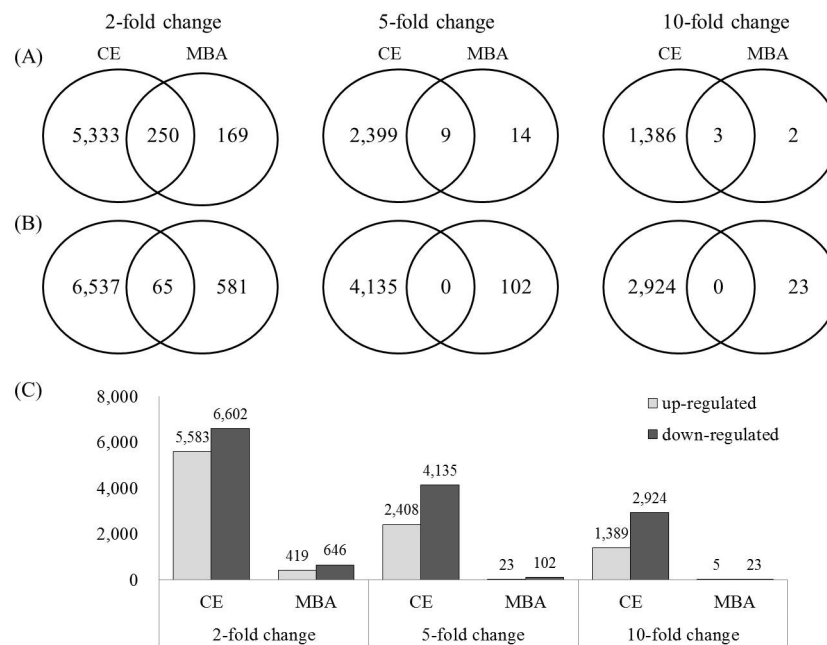 2-fold change 5-fold change 10-fold change
(A) CE MBA CE MBA CE MBA
5,333 250 169 2,399 9 14 1,386 3 2
(B)
6,537 65 581 4,135 0 102 2,924 0 23
(C)
8,000
6,000
4,000
2,000
0
up-regulated
down-regulated
5,583 6,602 419 646 2,408 4,135 23 102 1,389 2,924 5 23
CE MBA CE MBA CE MBA
2-fold change 5-fold change 10-fold change